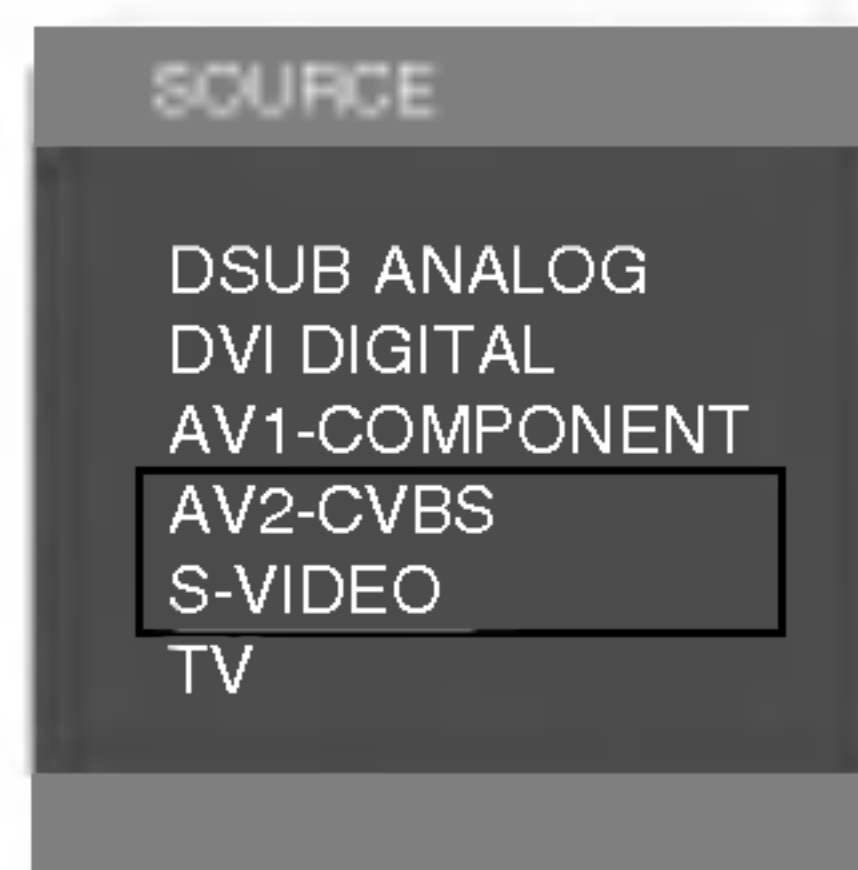 SOURCE
DSUB ANALOG
DVI DIGITAL
AV1-COMPONENT
AV2-CVBS
S-VIDEO
TV